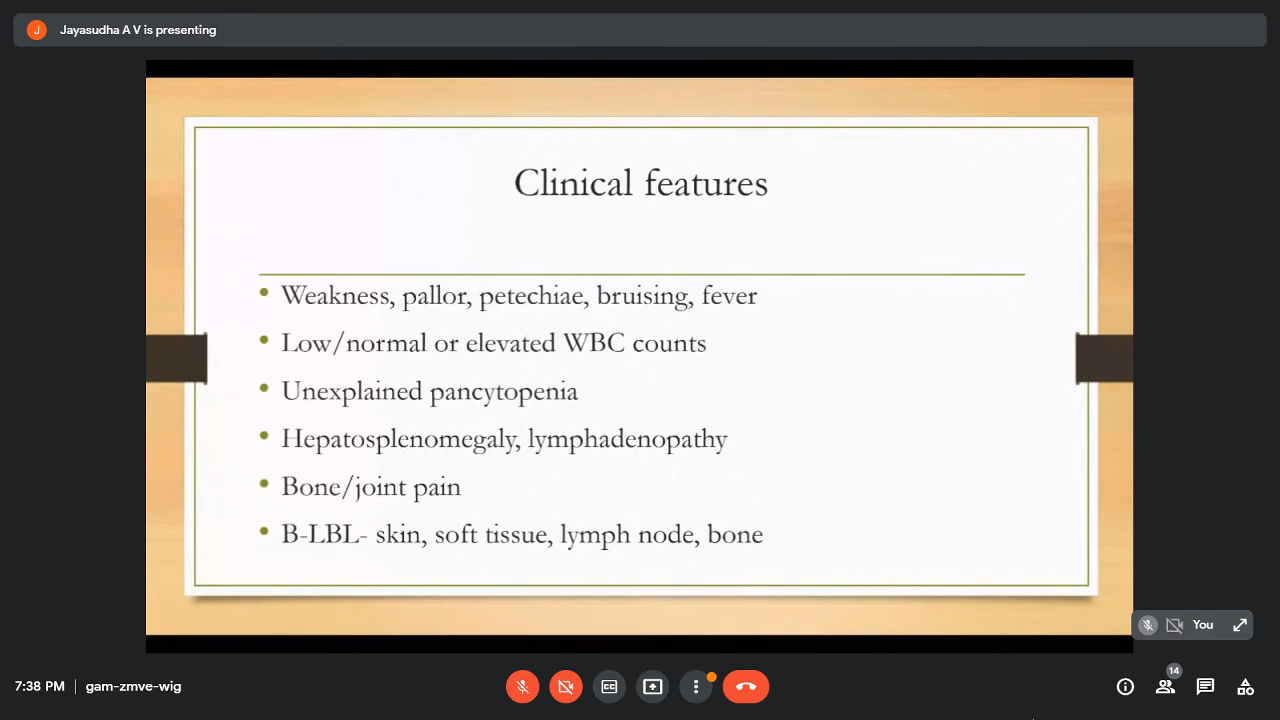 J Jayasudha A V is presenting
Clinical features
• Weakness, pallor, petechiae, bruising, fever
• Low/normal or elevated WBC counts
• Unexplained pancytopenia
• Hepatosplenomegaly, lymphadenopathy
• Bone/joint pain
• B-LBL- skin, soft tissue, lymph node, bone
You
7:38 PM | gam-zmve-wig
CC
14